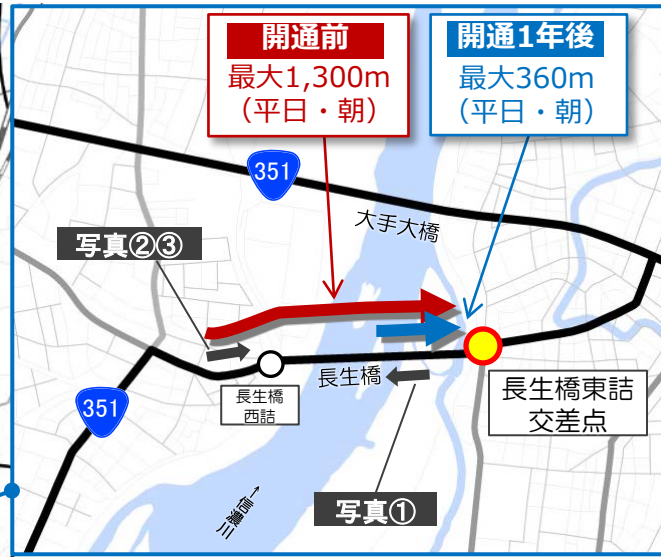 開通前
最大1,300m
（平日・朝）
開通1年後
最大360m
（平日・朝）
351
大手大橋
写真②③
351
長生橋
西詰
長生橋
長生橋東詰
交差点
写真①
←信濃川